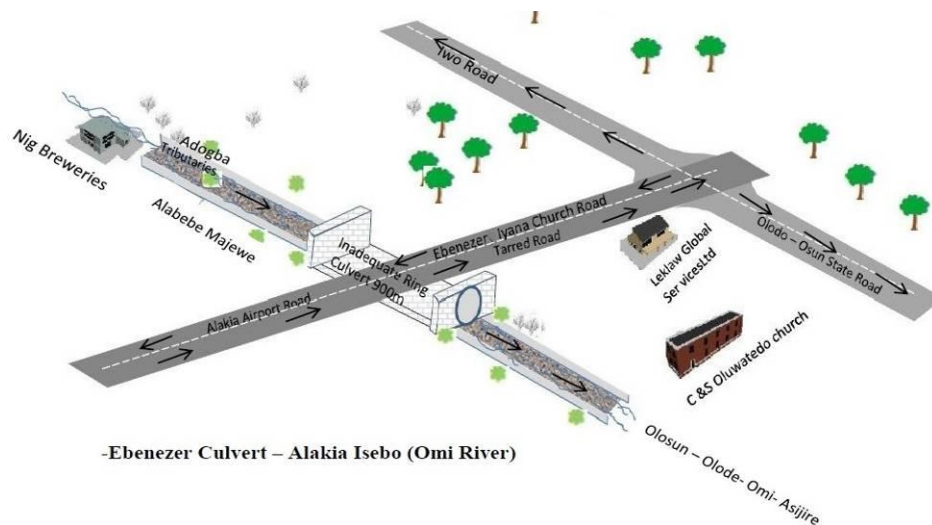 Two Road
Nig Breweries
Adogba
Tributaries
Alabebe Majewe
Inadequate Ring
Culvert 900m
Ebenezer Iyana Church Road
Tarred Road
Alakia Airport Road
Leklaw Global
Ser vicesLtd
Olodo – Osun State Road
C &S Oluwatedo church
-Ebenezer Culvert – Alakia Isebo (Omi River)
Olosun – Olode- Omi- Asijire